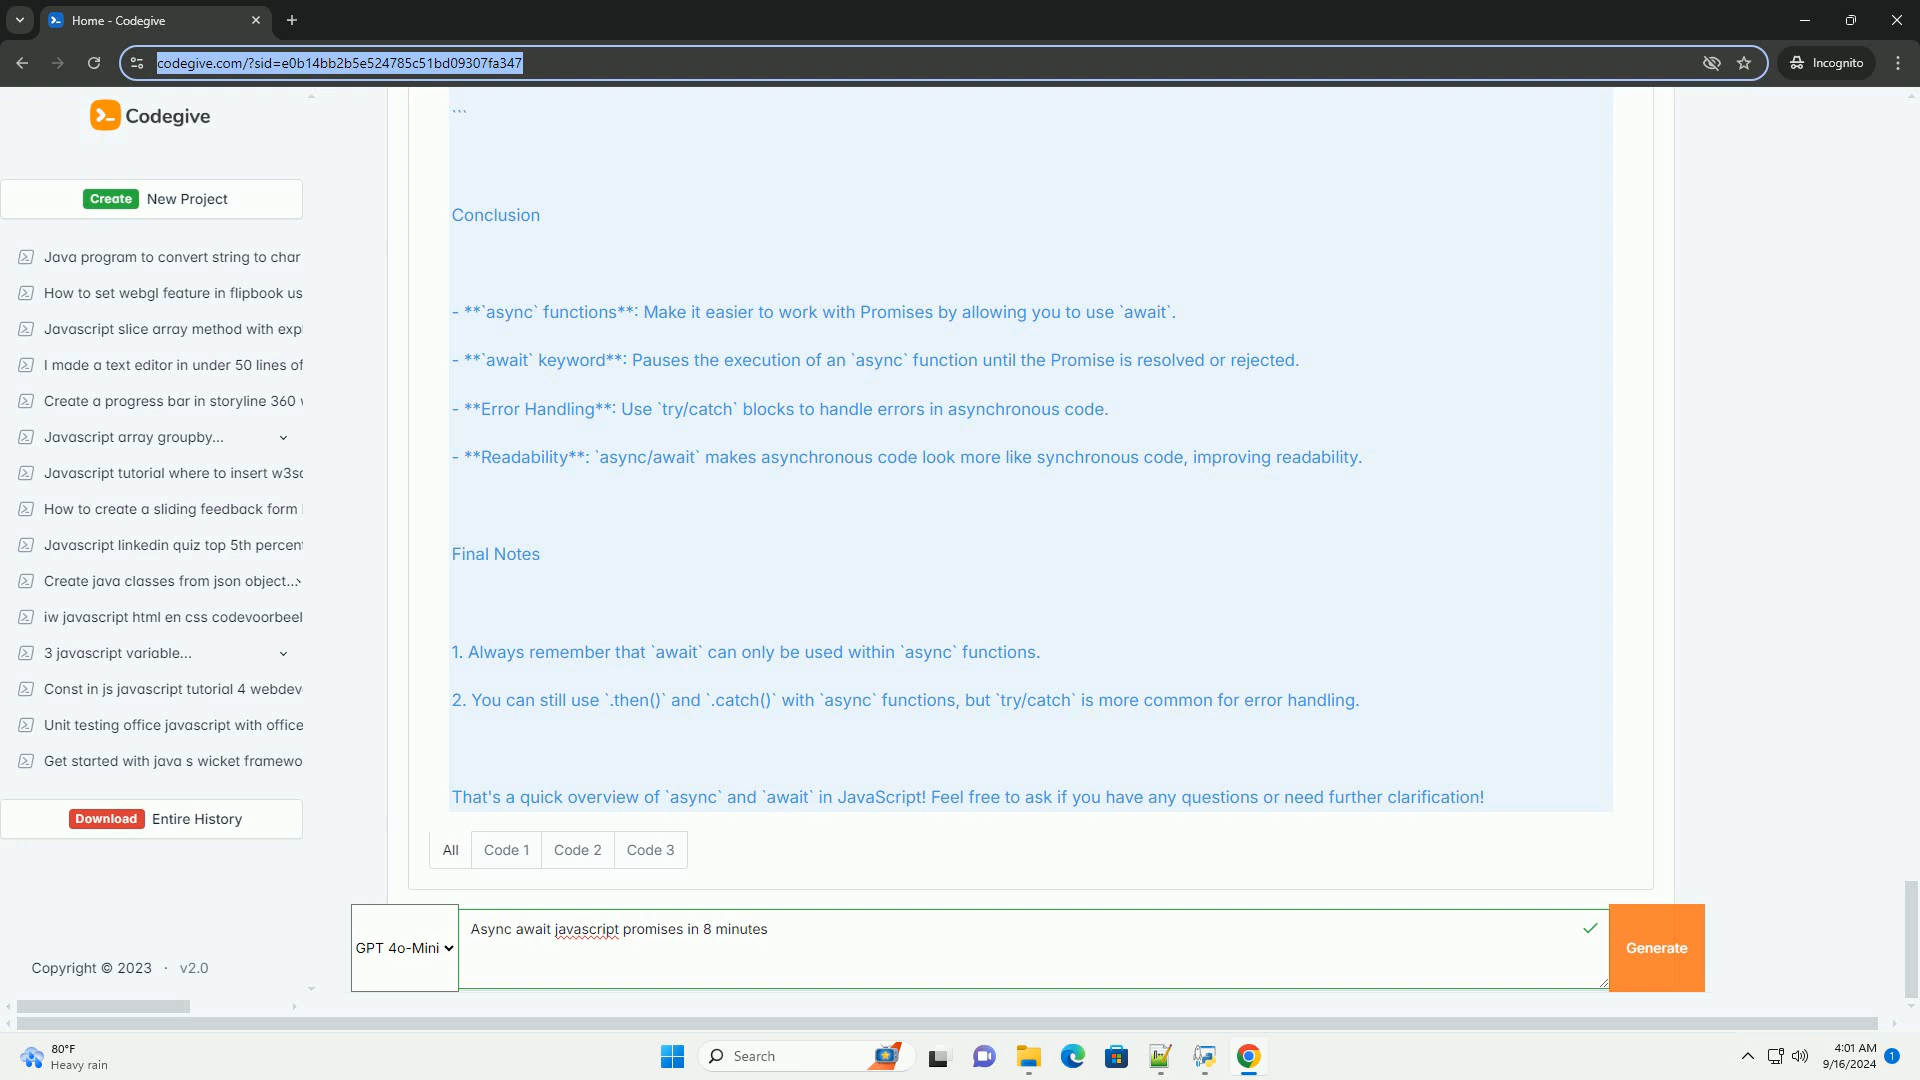 Home - Codegive
codegive.com/?sid=e0b14bb2b5e524785c51bd09307fa347
Incognito
Codegive
Create New Project
Java program to convert string to char
How to set webgl feature in flipbook us
Javascript slice array method with exp
I made a text editor in under 50 lines of
Create a progress bar in storyline 360
Javascript array groupby...
Javascript tutorial where to insert w3sc
How to create a sliding feedback form
Javascript linkedin quiz top 5th percent
Create java classes from json object...
iw javascript html en css codevoorbeel
3 javascript variable...
Const in js javascript tutorial 4 webdev
Unit testing office javascript with office
Get started with java s wicket framewo
Download Entire History
Copyright © 2023 · v2.0
```
Conclusion
- **`async` functions**: Make it easier to work with Promises by allowing you to use `await`.
- **`await` keyword**: Pauses the execution of an `async` function until the Promise is resolved or rejected.
- **Error Handling**: Use `try/catch` blocks to handle errors in asynchronous code.
- **Readability**: `async/await` makes asynchronous code look more like synchronous code, improving readability.
Final Notes
1. Always remember that `await` can only be used within `async` functions.
2. You can still use `.then()` and `.catch()` with `async` functions, but `try/catch` is more common for error handling.
That's a quick overview of `async` and `await` in JavaScript! Feel free to ask if you have any questions or need further clarification!
All Code 1 Code 2 Code 3
GPT 4o-Mini
Async await javascript promises in 8 minutes
Generate
80°F
Heavy rain
Search
4:01 AM
9/16/2024
1